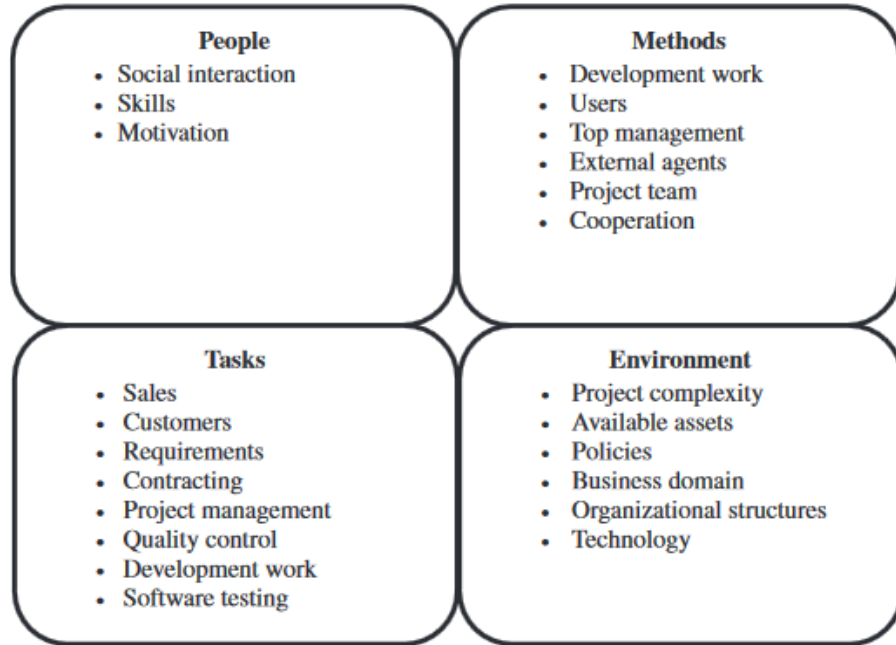 People
• Social interaction
• Skills
• Motivation
Methods
• Development work
• Users
• Top management
• External agents
• Project team
• Cooperation
Tasks
• Sales
• Customers
• Requirements
• Contracting
• Project management
• Quality control
• Development work
• Software testing
Environment
• Project complexity
• Available assets
• Policies
• Business domain
• Organizational structures
• Technology